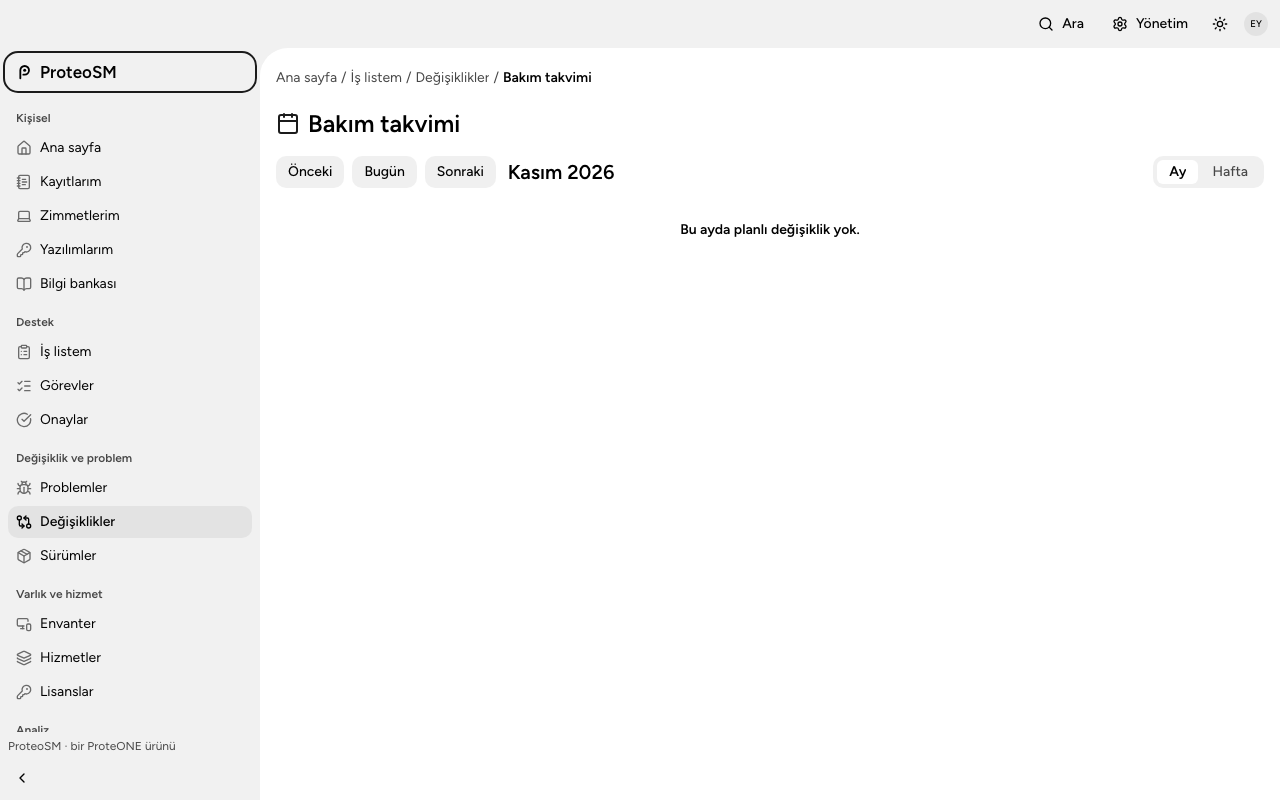 Ara
Yönetim
EY
ProteoSM
Kişisel
Ana sayfa
Kayıtlarım
Zimmetlerim
Yazılımlarım
Bilgi bankası
Destek
İş listem
Görevler
Onaylar
Değişiklik ve problem
Problemler
Değişiklikler
Sürümler
Varlık ve hizmet
Envanter
Hizmetler
Lisanslar
Analiz
ProteoSM · bir ProteONE ürünü
Ana sayfa / İş listem / Değişiklikler / Bakım takvimi
Bakım takvimi
Önceki Bugün Sonraki Kasım 2026
Ay Hafta
Bu ayda planlı değişiklik yok.